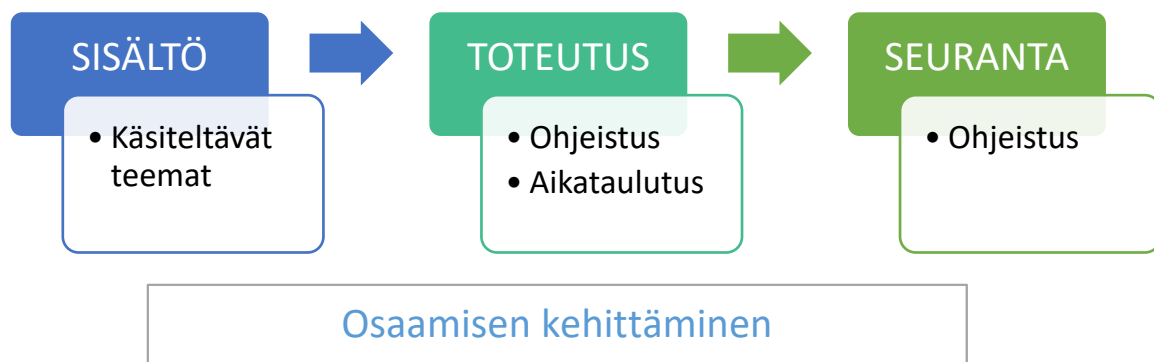 SISÄLTÖ
• Käsiteltävät
teemat
TOTEUTUS
• Ohjeistus
• Aikataulutus
SEURANTA
• Ohjeistus
Osaamisen kehittäminen